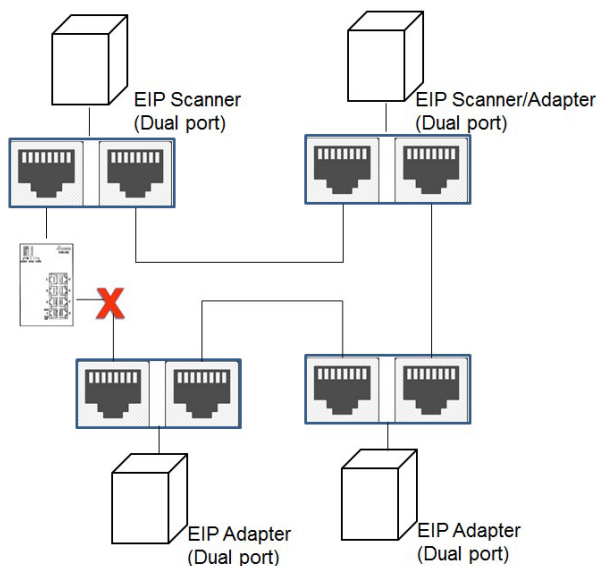 EIP Scanner
(Dual port)
EIP Scanner/Adapter
(Dual port)
EIP Adapter
(Dual port)
EIP Adapter
(Dual port)